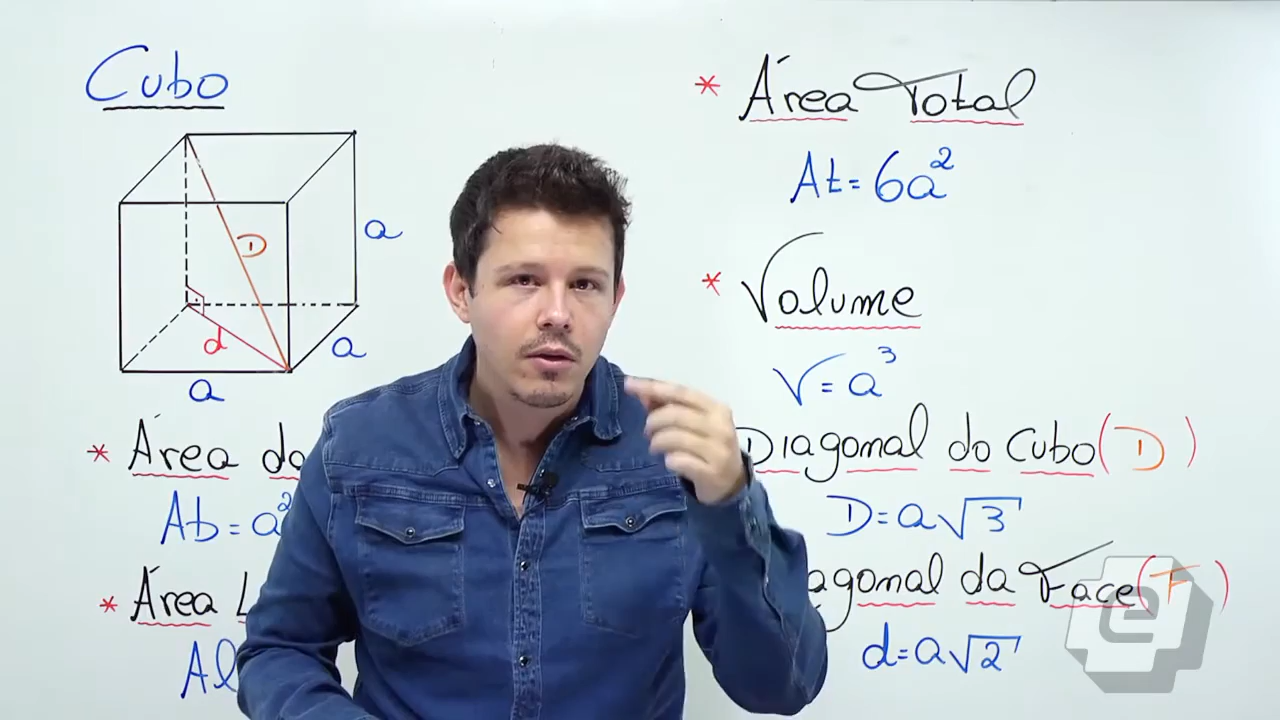 Cubo
D
a
d
a
a
* Área da
Ab = a²
* Área L
Al
* Área Total
At = 6a²
* Volume
V = a³
Diagonal do Cubo (D)
D = a√3
agonal da Face (F)
d = a√2
e